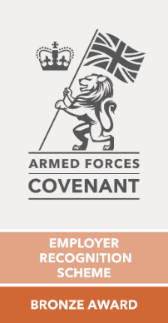 ARMED FORCES
COVENANT
EMPLOYER
RECOGNITION
SCHEME
BRONZE AWARD